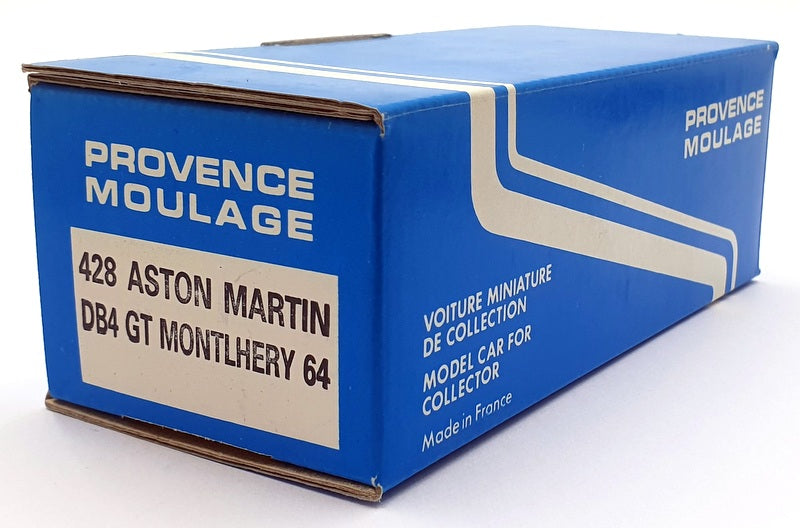 PROVENCE
MOULAGE
428 ASTON MARTIN
DB4 GT MONTLHERY 64
PROVENCE
MOULAGE
VOITURE MINIATURE
DE COLLECTION
MODEL CAR FOR
COLLECTOR
Made in France